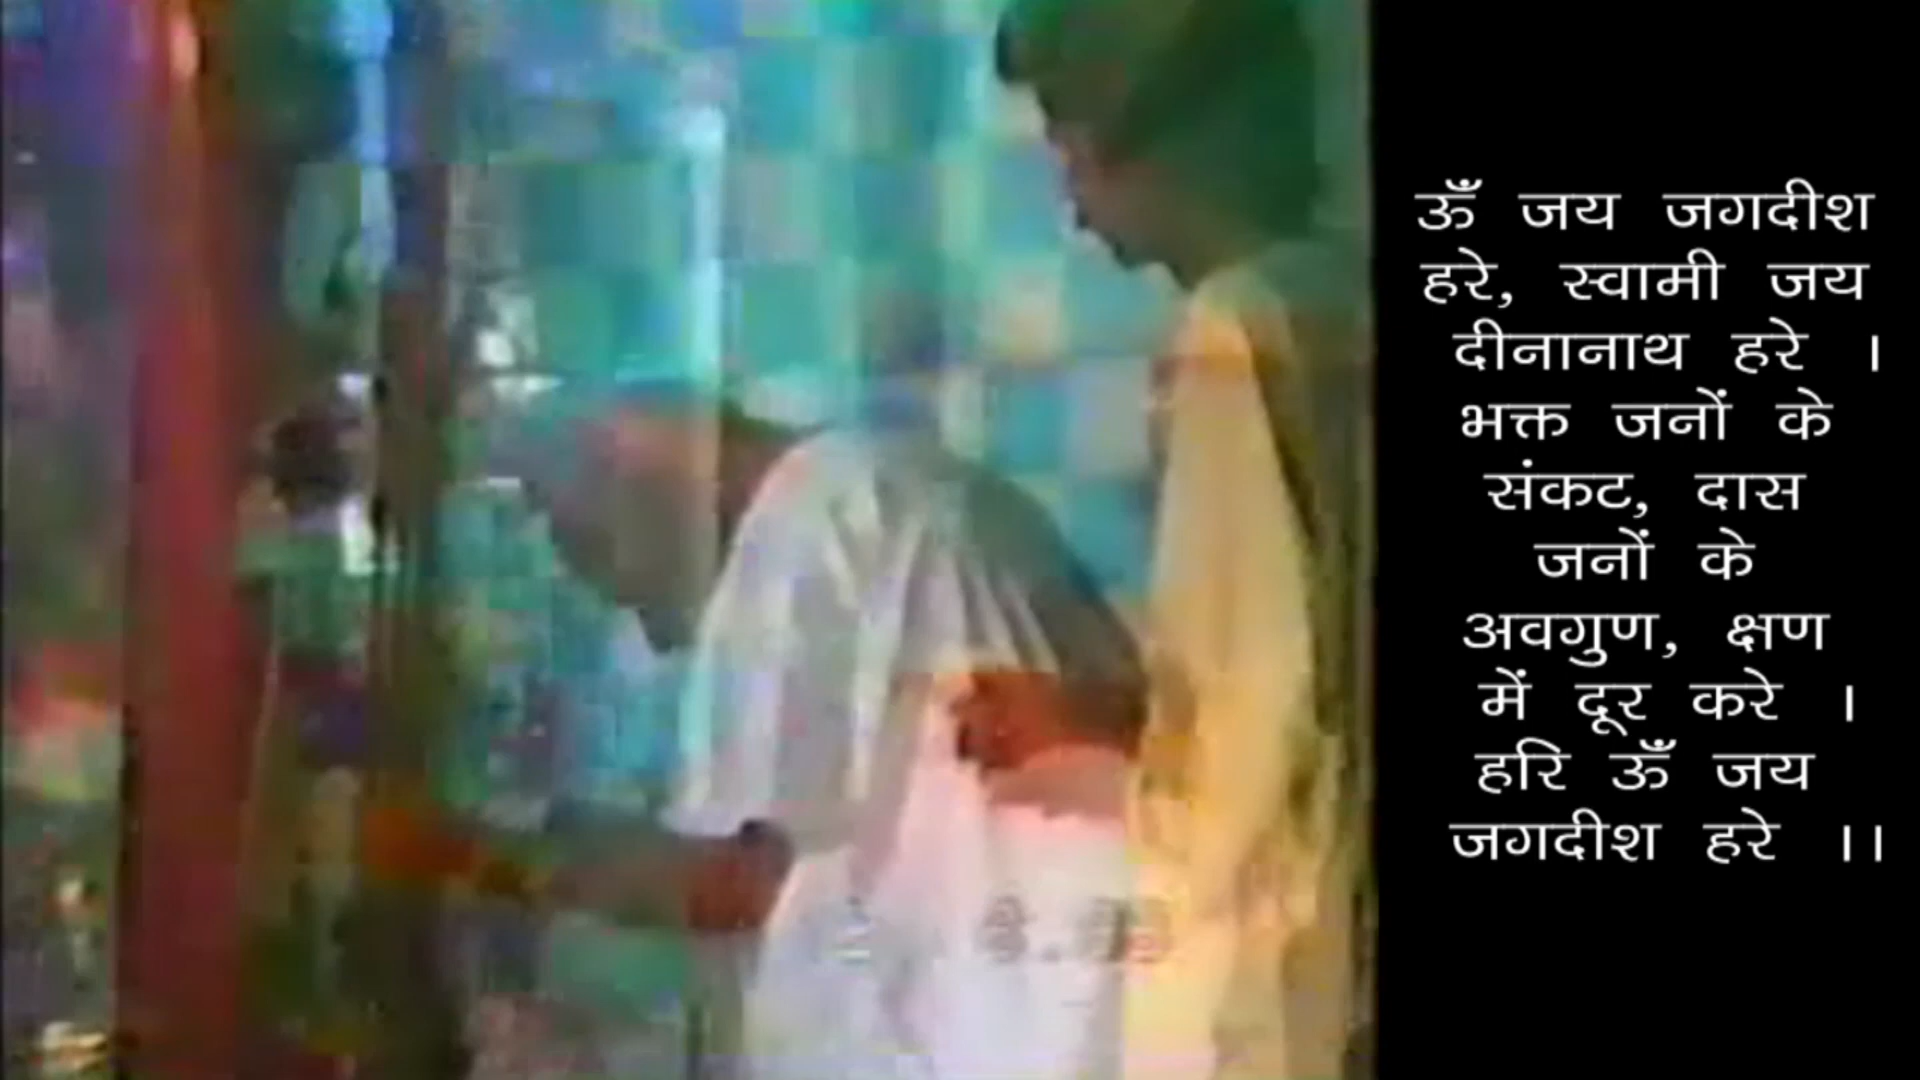 ऊँ जय जगदीश
हरे, स्वामी जय
दीनानाथ हरे ।
भक्त जनों के
संकट, दास
जनों के
अवगुण, क्षण
में दूर करे ।
हरि ऊँ जय
जगदीश हरे ।।